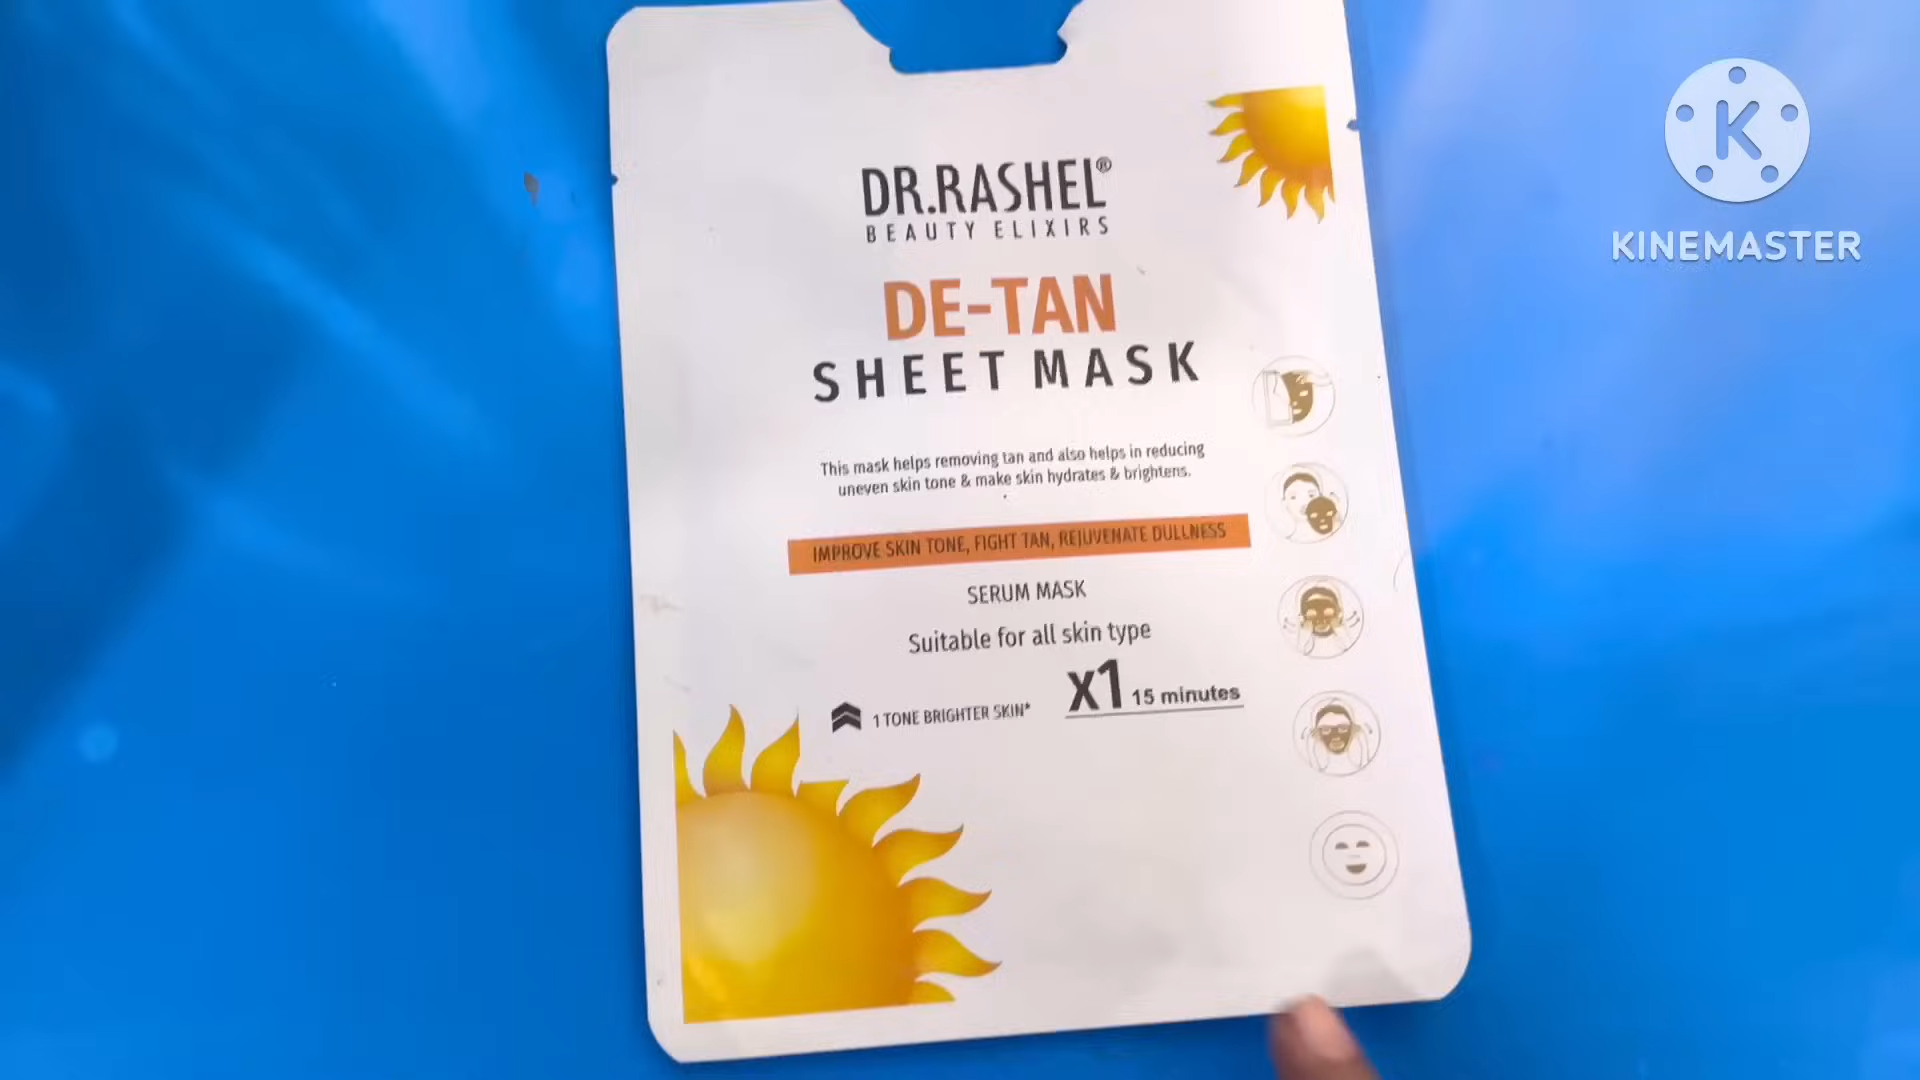 DR.RASHEL®
BEAUTY ELIXIRS
DE-TAN
SHEET MASK
This mask helps removing tan and also helps in reducing
uneven skin tone & make skin hydrates & brightens.
IMPROVE SKIN TONE, FIGHT TAN, REJUVENATE DULLNESS
SERUM MASK
Suitable for all skin type
1 TONE BRIGHTER SKIN*
X1 15 minutes
K
KINEMASTER